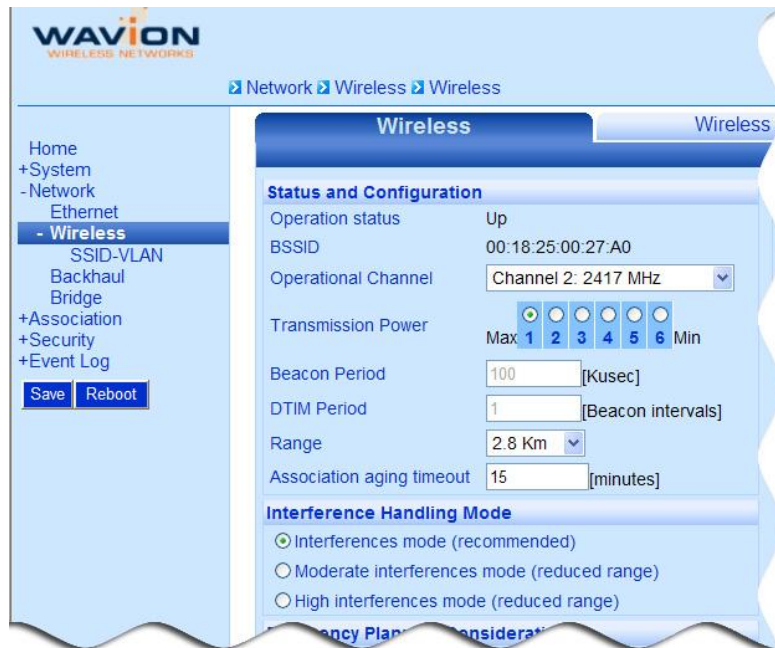 WAVION
WIRELESS NETWORKS
Network Wireless Wireless
Home
+System
-Network
Ethernet
- Wireless
SSID-VLAN
Backhaul
Bridge
+Association
+Security
+Event Log
Save Reboot
Wireless Wireless
Status and Configuration
Operation status Up
BSSID 00:18:25:00:27:A0
Operational Channel Channel 2: 2417 MHz
Transmission Power Max 1 2 3 4 5 6 Min
Beacon Period 100 [Kusec]
DTIM Period 1 [Beacon intervals]
Range 2.8 Km
Association aging timeout 15 [minutes]
Interference Handling Mode
Interferences mode (recommended)
Moderate interferences mode (reduced range)
High interferences mode (reduced range)